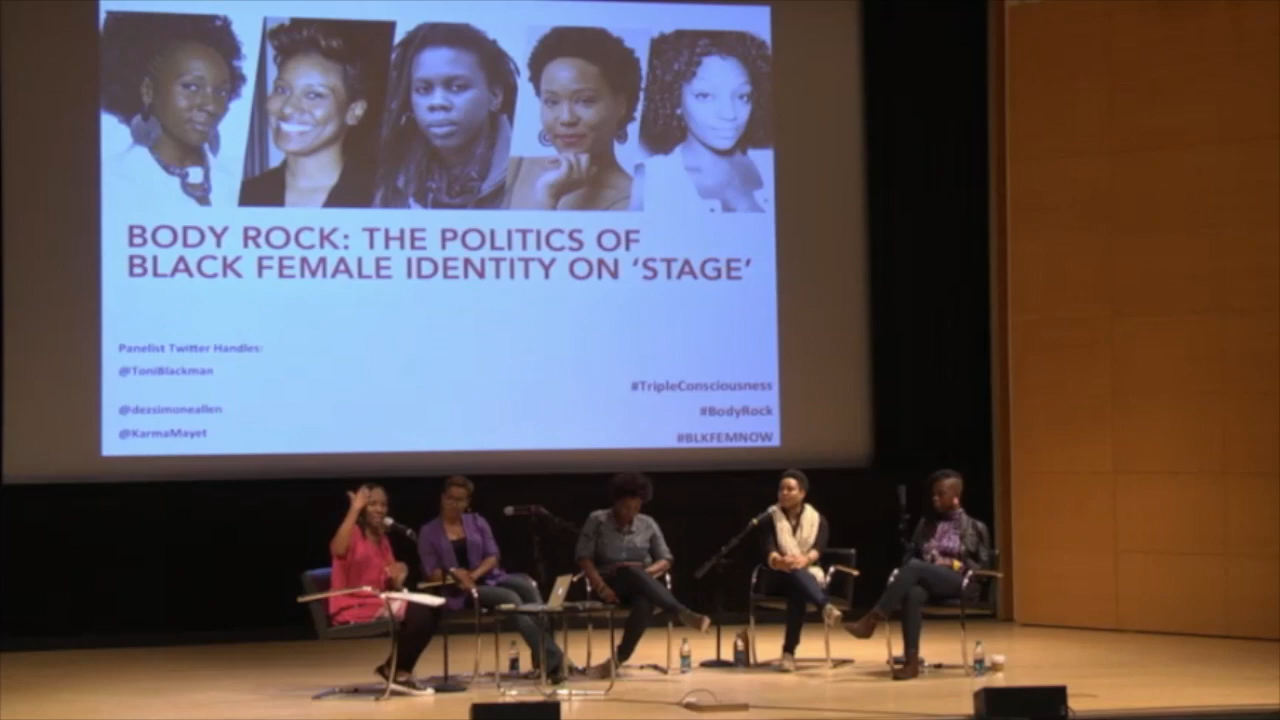 BODY ROCK: THE POLITICS OF
BLACK FEMALE IDENTITY ON ‘STAGE’
Panelist Twitter Handles:
@ToniBlackman
@dezsimoneallen
@KarmaMayet
#TripleConsciousness
#BodyRock
#BLKFEMNOW